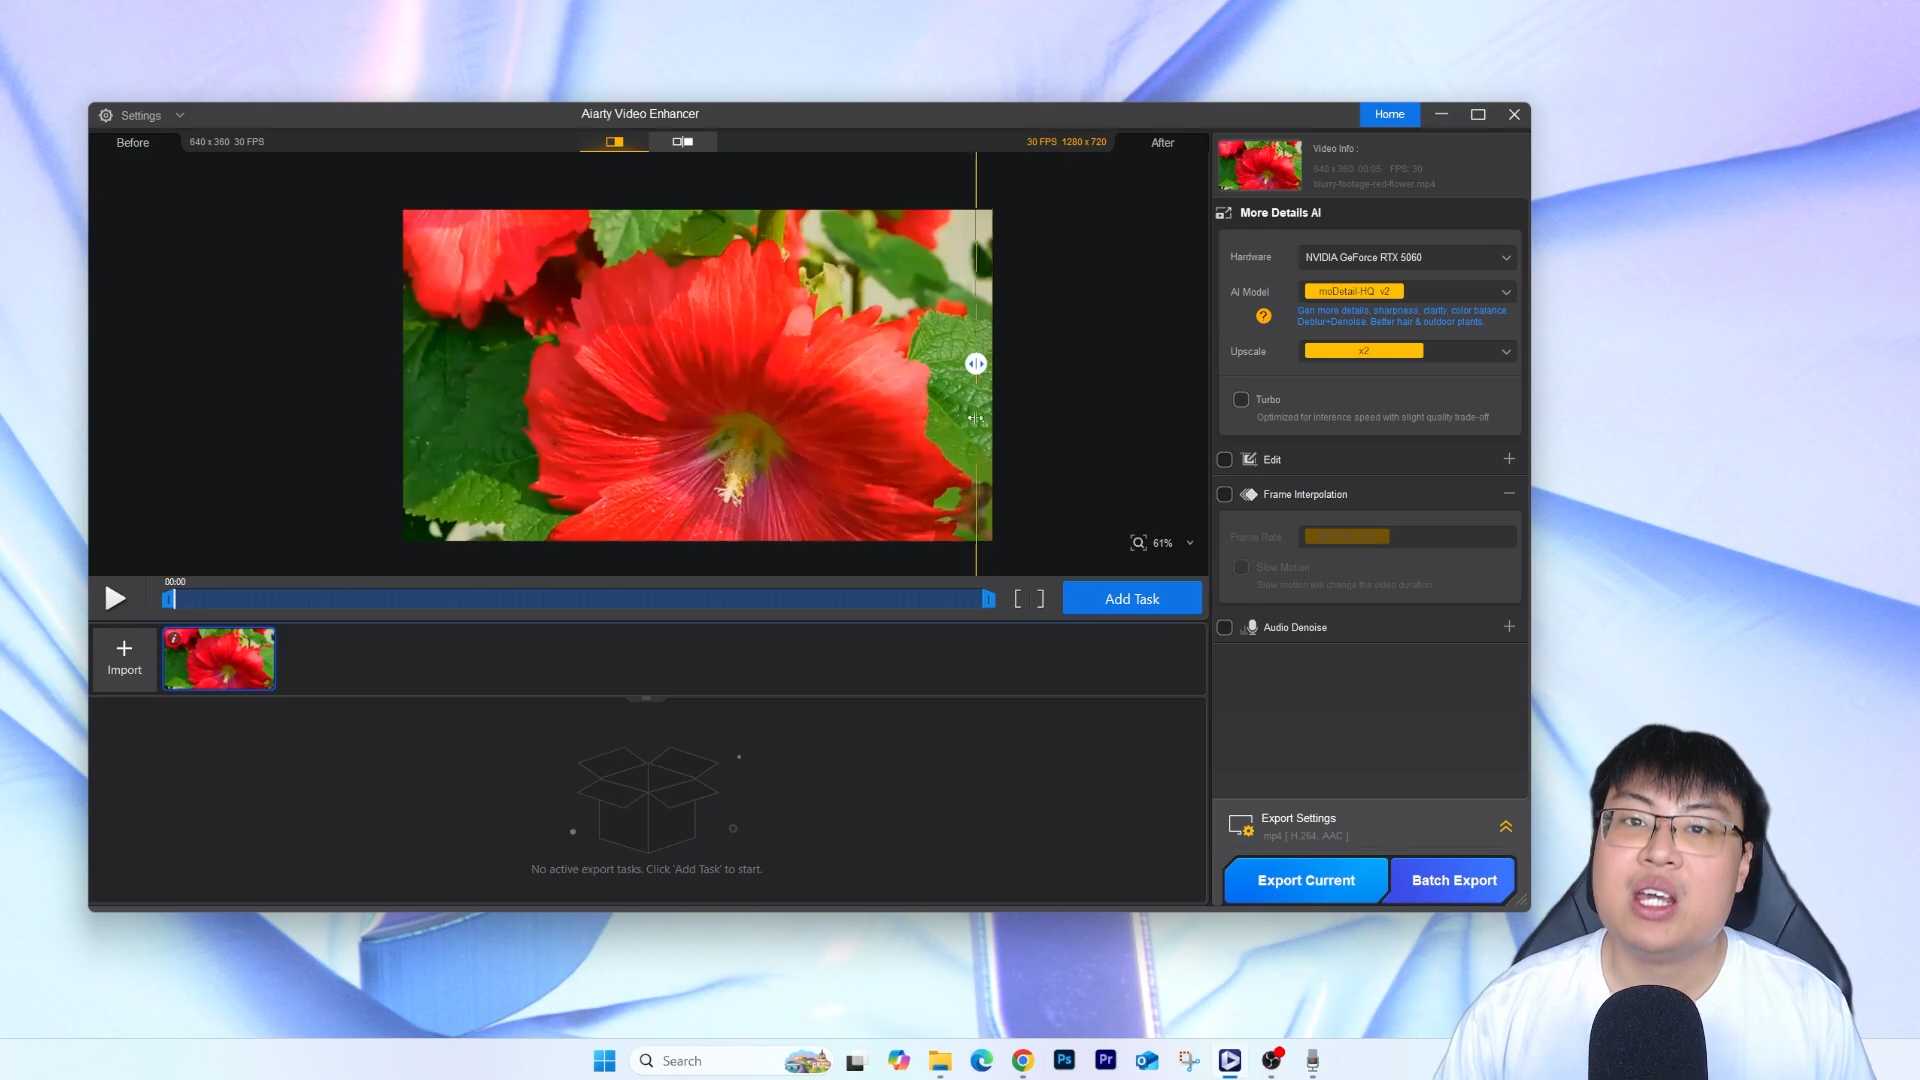 Settings
Aiarty Video Enhancer
Home
Before
640 x 360 30 FPS
30 FPS 1280 x 720
After
Video Info :
640 x 360 00:05 FPS: 30
blurry-footage-red-flower.mp4
More Details AI
Hardware
NVIDIA GeForce RTX 5060
AI Model
moDetail-HQ v2
?
Gen more details, sharpness, clarity, color balance.
Deblur+Denoise. Better hair & outdoor plants.
Upscale
x2
Turbo
Optimized for inference speed with slight quality trade-off
Edit
Frame Interpolation
Frame Rate
Slow Motion
Slow motion will change the video duration
Audio Denoise
61%
00:00
Add Task
Import
No active export tasks. Click 'Add Task' to start.
Export Settings
mp4 [ H.264, AAC ]
Export Current
Batch Export
Search
Ps
Pr